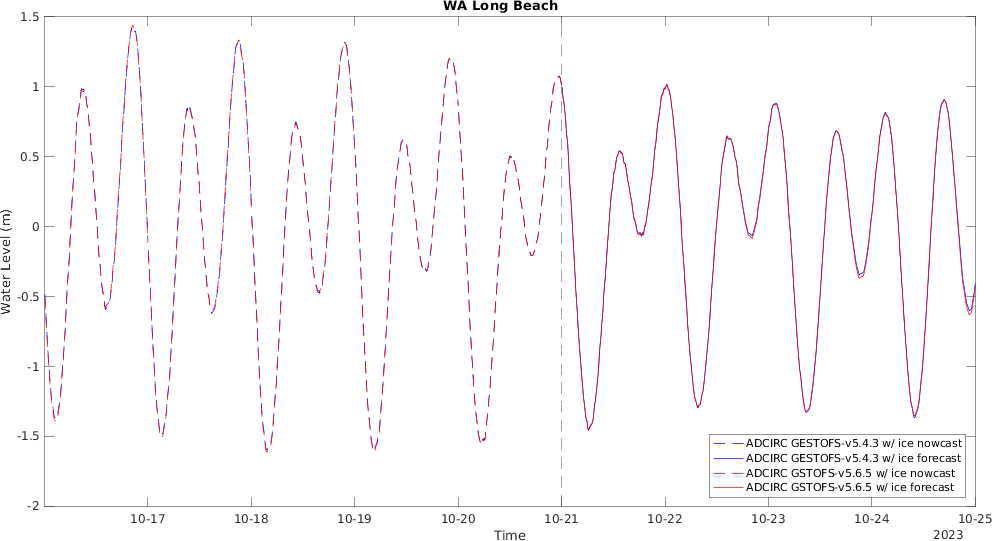 WA Long Beach
Water Level (m)
1.5
1
0.5
0
-0.5
-1
-1.5
-2
ADCIRC GESTOFS-v5.4.3 w/ ice nowcast
ADCIRC GESTOFS-v5.4.3 w/ ice forecast
ADCIRC GSTOFS-v5.6.5 w/ ice nowcast
ADCIRC GSTOFS-v5.6.5 w/ ice forecast
10-17 10-18 10-19 10-20 10-21 10-22 10-23 10-24 10-25
Time
2023